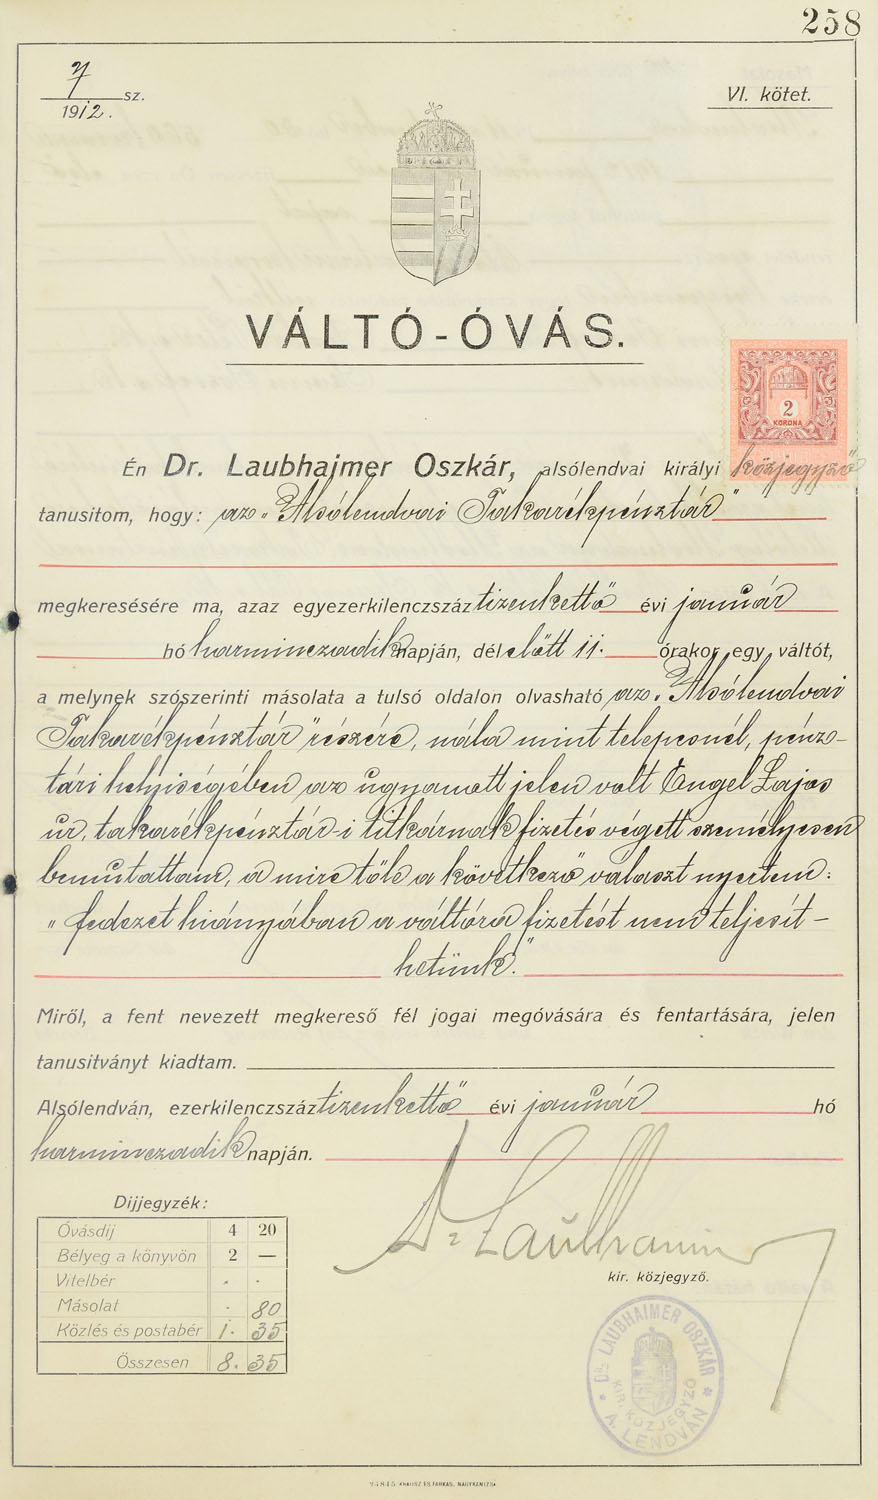 258
7 sz.
1912.
VI. kötet.
VÁLTÓ-ÓVÁS.
2
KORONA
Én Dr. Laubhajmer Oszkár, alsólendvai királyi közjegyző
tanusitom, hogy: az „Alsólendvai Takarékpénztár"
megkeresésére ma, azaz egyezerkilenczszáz tizenkettő évi január
hó harminczadik napján, dél előtt 11. órakor egy váltót,
a melynek szószerinti másolata a tulsó oldalon olvasható az „Alsólendvai
Takarékpénztár" részére, nála mint telepesnél, pénz-
tári helyiségében az ugyanott jelen volt Engel Lajos
ur, takarékpénztár-i titkárnak fizetés végett személyesen
bemutattam, a mire tőle a következő választ nyertem:
„fedezet hiányában a váltóra fizetést nem teljesít-
hetünk."
Miről, a fent nevezett megkereső fél jogai megóvására és fentartására, jelen
tanusitványt kiadtam.
Alsólendván, ezerkilenczszáz tizenkettő évi január hó
harminczadik napján.
Dijjegyzék:
Óvásdij 4 20
Bélyeg a könyvön 2 —
Vitelbér . .
Másolat . 80
Közlés és postabér 1. 35
Összesen 8. 35
kir. közjegyző.
DR. LAUBHAIMER OSZKÁR
KIR. KÖZJEGYZŐ
A. LENDVÁN